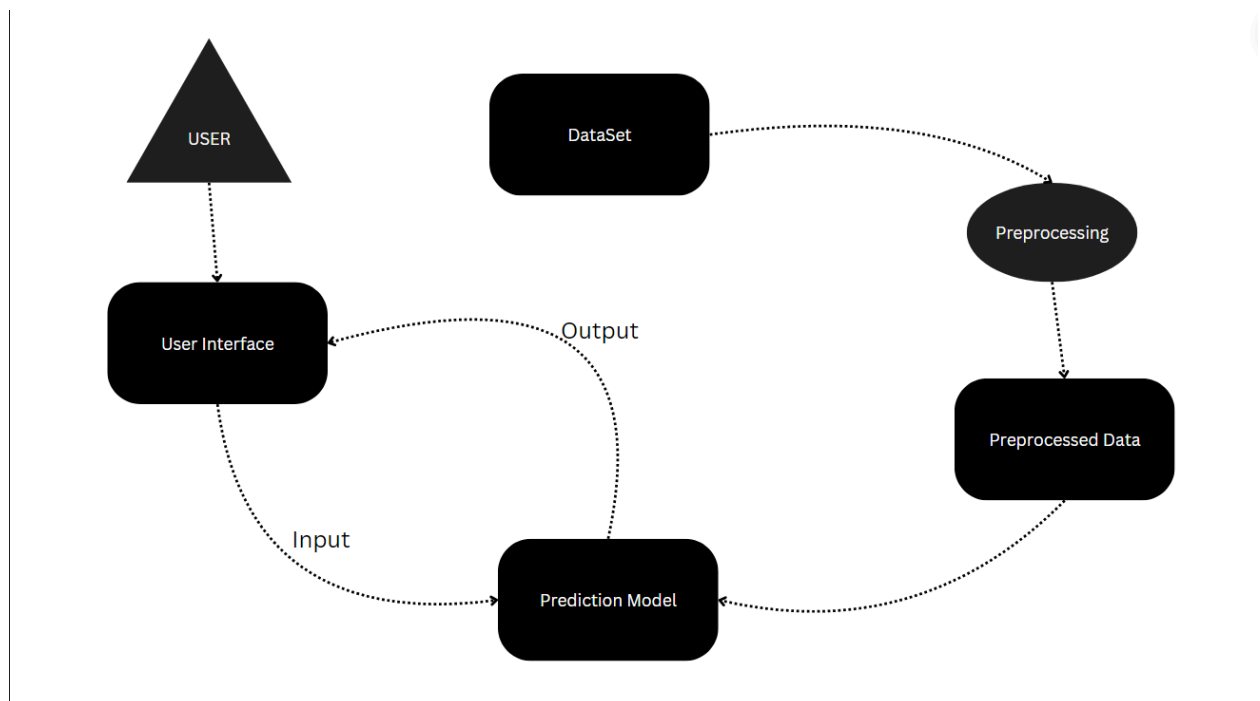 USER
DataSet
Preprocessing
User Interface
Output
Preprocessed Data
Input
Prediction Model